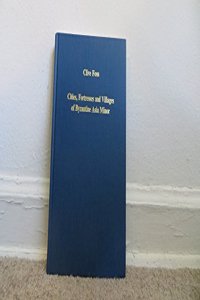 Clive Foss
Cities, Fortresses and Villages
of Byzantine Asia Minor